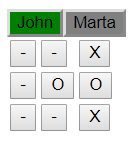 John Marta
- - X
- O O
- - X